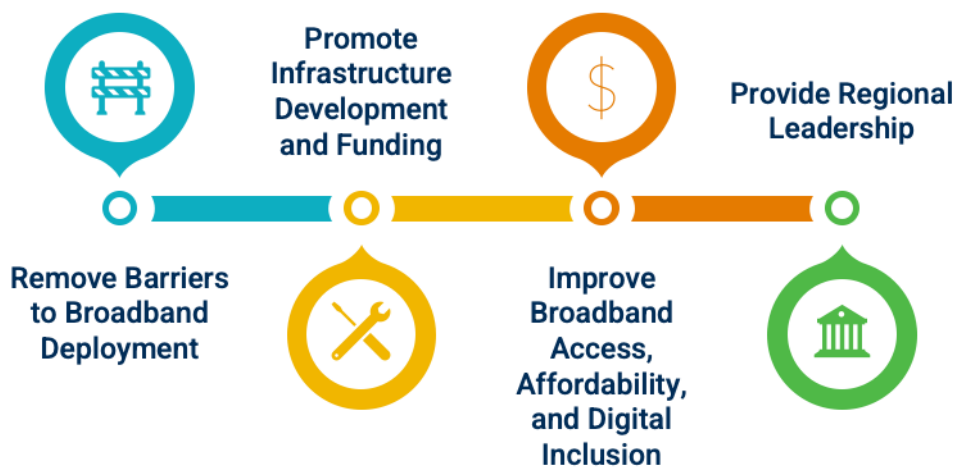 Remove Barriers
to Broadband
Deployment
Promote
Infrastructure
Development
and Funding
$
Improve
Broadband
Access,
Affordability,
and Digital
Inclusion
Provide Regional
Leadership